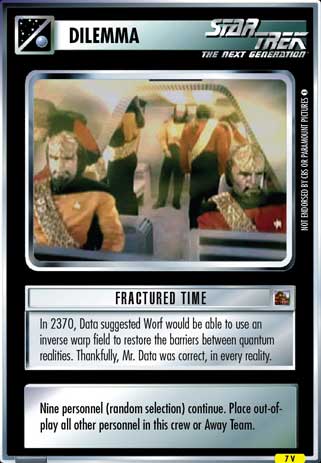 DILEMMA
STAR TREK
THE NEXT GENERATION
NOT ENDORSED BY CBS OR PARAMOUNT PICTURES
FRACTURED TIME
In 2370, Data suggested Worf would be able to use an
inverse warp field to restore the barriers between quantum
realities. Thankfully, Mr. Data was correct, in every reality.
Nine personnel (random selection) continue. Place out-of-
play all other personnel in this crew or Away Team.
7 V